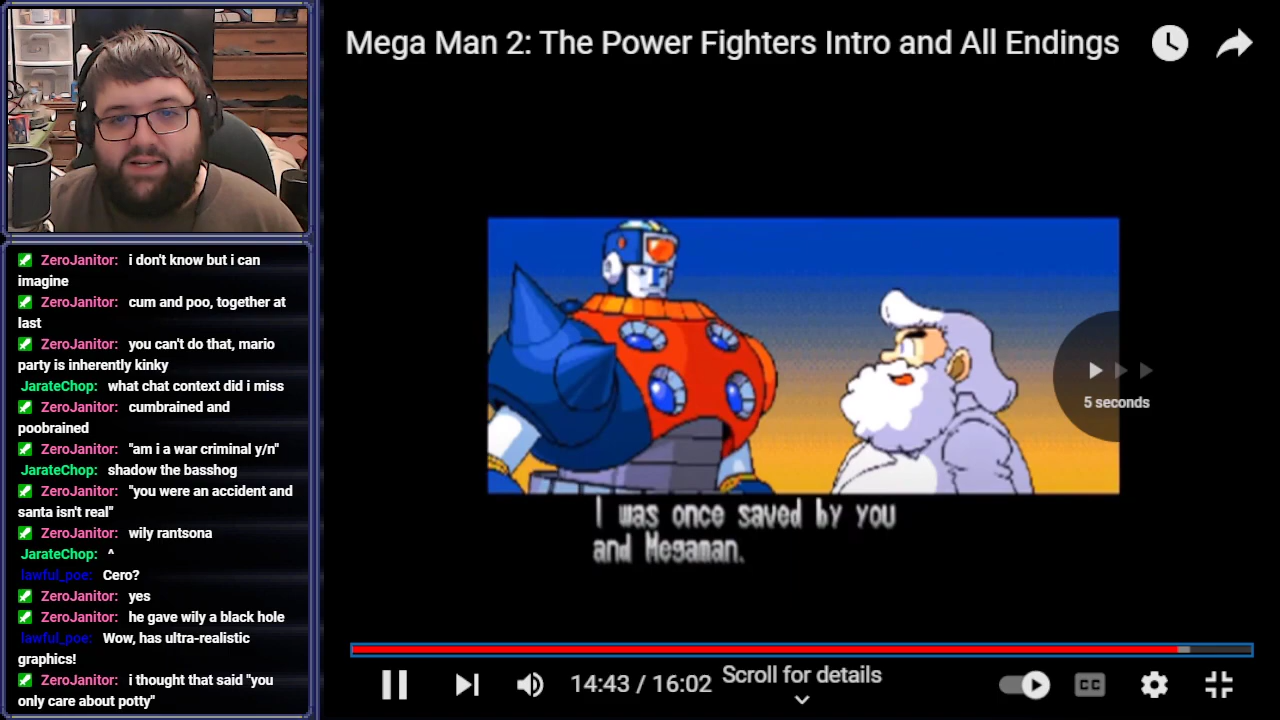 Mega Man 2: The Power Fighters Intro and All Endings
ZeroJanitor: i don't know but i can
imagine
ZeroJanitor: cum and poo, together at
last
ZeroJanitor: you can't do that, mario
party is inherently kinky
JarateChop: what chat context did i miss
ZeroJanitor: cumbrained and
poobrained
ZeroJanitor: "am i a war criminal y/n"
JarateChop: shadow the basshog
ZeroJanitor: "you were an accident and
santa isn't real"
ZeroJanitor: wily rantsona
JarateChop: ^
lawful_poe: Cero?
ZeroJanitor: yes
ZeroJanitor: he gave wily a black hole
lawful_poe: Wow, has ultra-realistic
graphics!
ZeroJanitor: i thought that said "you
only care about potty"
5 seconds
I was once saved by you
and Megaman.
14:43 / 16:02
Scroll for details
CC